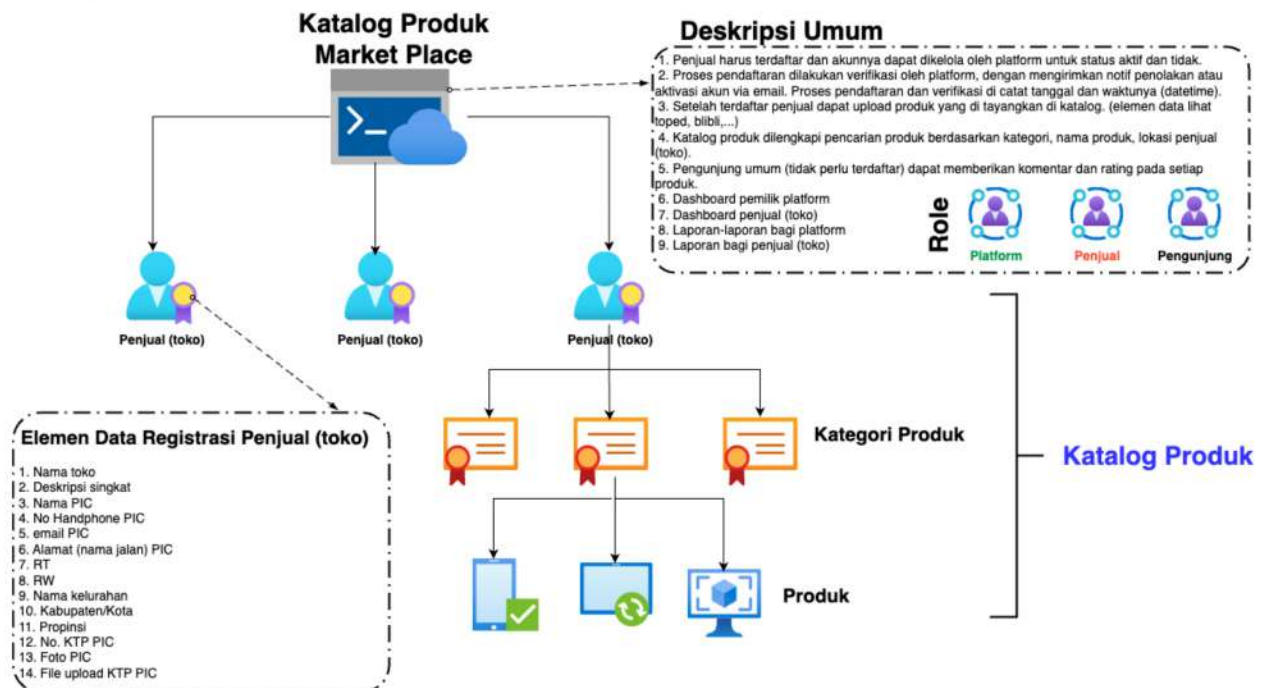 Katalog Produk
Market Place
Deskripsi Umum
1. Penjual harus terdaftar dan akunnya dapat dikelola oleh platform untuk status aktif dan tidak.
2. Proses pendaftaran dilakukan verifikasi oleh platform, dengan mengirimkan notif penolakan atau
aktivasi akun via email. Proses pendaftaran dan verifikasi di catat tanggal dan waktunya (datetime).
3. Setelah terdaftar penjual dapat upload produk yang di tayangkan di katalog. (elemen data lihat
toped, blibli,...)
4. Katalog produk dilengkapi pencarian produk berdasarkan kategori, nama produk, lokasi penjual
(toko).
5. Pengunjung umum (tidak perlu terdaftar) dapat memberikan komentar dan rating pada setiap
produk.
6. Dashboard pemilik platform
7. Dashboard penjual (toko)
8. Laporan-laporan bagi platform
9. Laporan bagi penjual (toko)
Role
Platform
Penjual
Pengunjung
Penjual (toko)
Penjual (toko)
Penjual (toko)
Kategori Produk
Produk
Katalog Produk
Elemen Data Registrasi Penjual (toko)
1. Nama toko
2. Deskripsi singkat
3. Nama PIC
4. No Handphone PIC
5. email PIC
6. Alamat (nama jalan) PIC
7. RT
8. RW
9. Nama kelurahan
10. Kabupaten/Kota
11. Propinsi
12. No. KTP PIC
13. Foto PIC
14. File upload KTP PIC